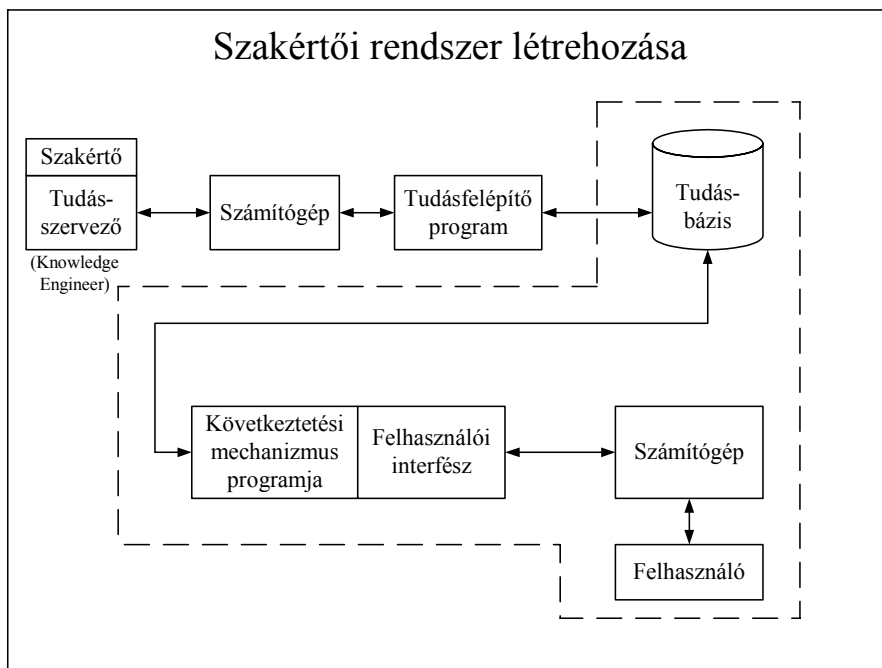 Szakértői rendszer létrehozása
Szakértő
Tudás-
szervező
(Knowledge
Engineer)
Számítógép
Tudásfelépítő
program
Tudás-
bázis
Következtetési
mechanizmus
programja
Felhasználói
interfész
Számítógép
Felhasználó